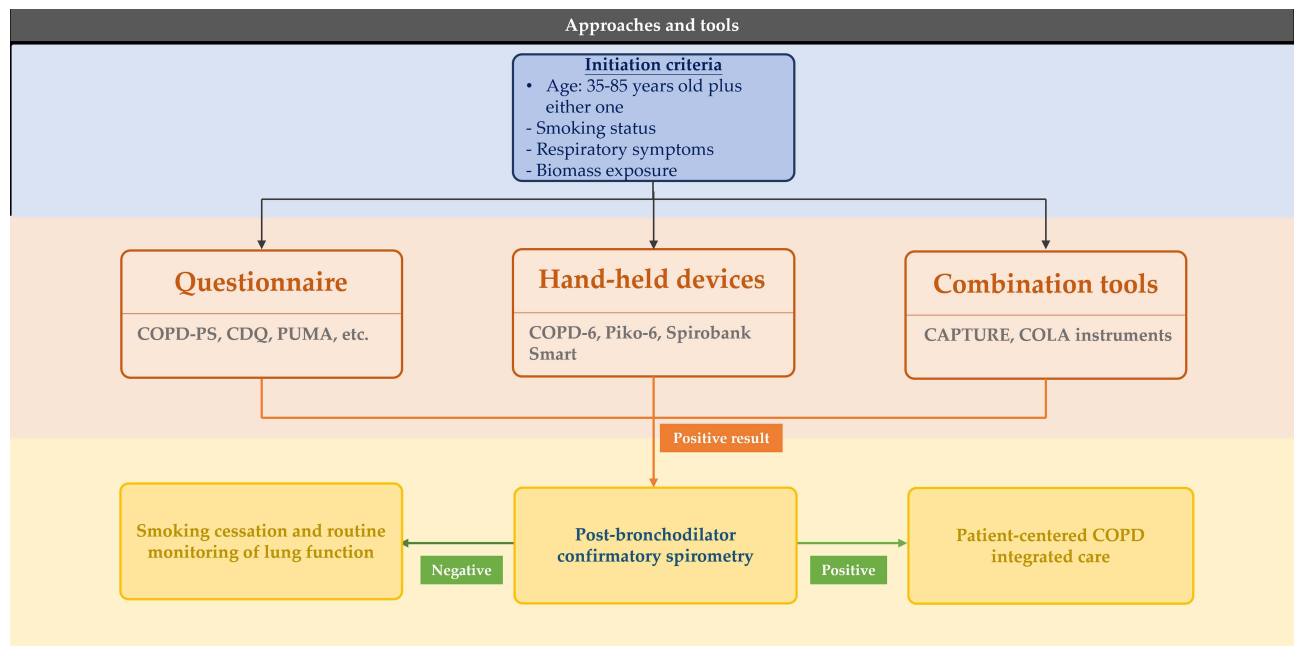 Approaches and tools
Initiation criteria
• Age: 35-85 years old plus
either one
- Smoking status
- Respiratory symptoms
- Biomass exposure
Questionnaire
COPD-PS, CDQ, PUMA, etc.
Hand-held devices
COPD-6, Piko-6, Spirobank
Smart
Combination tools
CAPTURE, COLA instruments
Positive result
Smoking cessation and routine
monitoring of lung function
Negative
Post-bronchodilator
confirmatory spirometry
Positive
Patient-centered COPD
integrated care